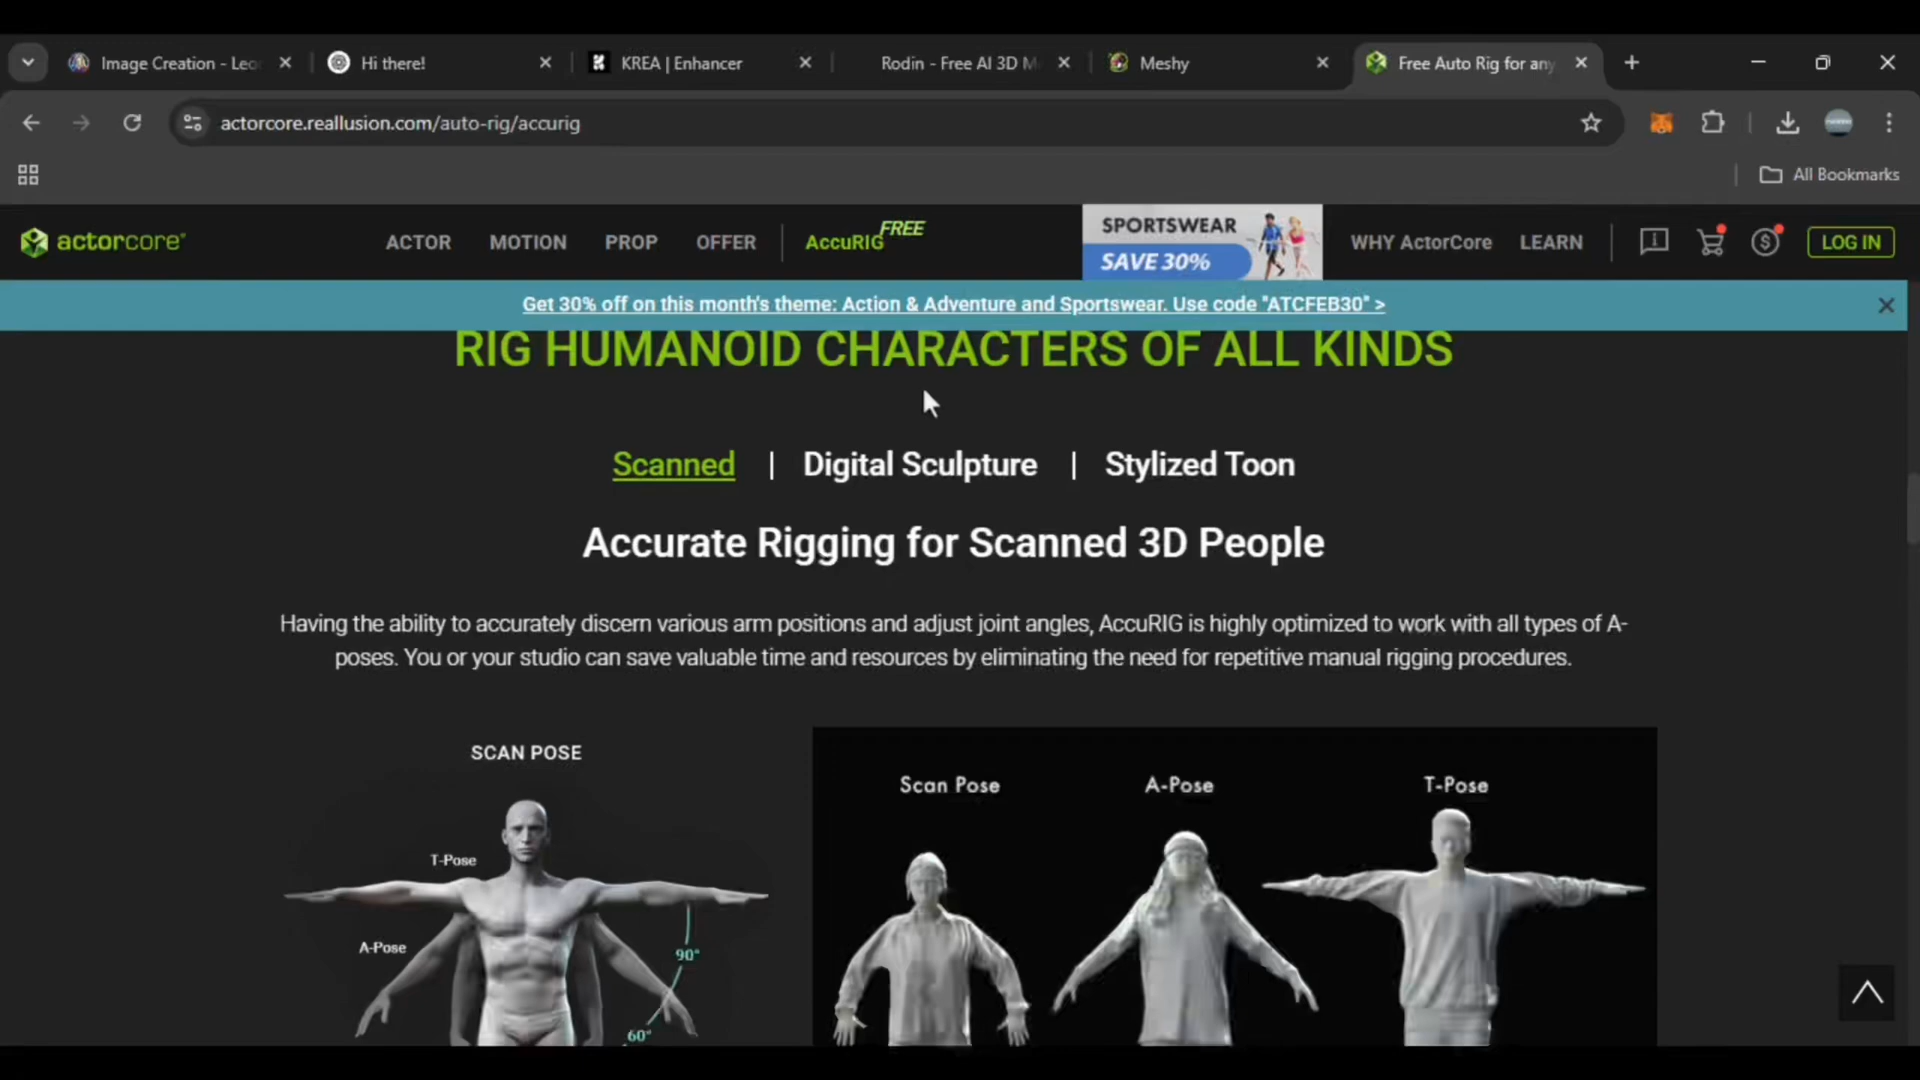 Image Creation - Leo
Hi there!
KREA | Enhancer
Rodin - Free AI 3D M
Meshy
Free Auto Rig for any
actorcore.reallusion.com/auto-rig/accurig
All Bookmarks
actorcore
ACTOR
MOTION
PROP
OFFER
AccuRIG
FREE
SPORTSWEAR
SAVE 30%
WHY ActorCore
LEARN
LOG IN
Get 30% off on this month's theme: Action & Adventure and Sportswear. Use code "ATCFEB30" >
RIG HUMANOID CHARACTERS OF ALL KINDS
Scanned | Digital Sculpture | Stylized Toon
Accurate Rigging for Scanned 3D People
Having the ability to accurately discern various arm positions and adjust joint angles, AccuRIG is highly optimized to work with all types of A-
poses. You or your studio can save valuable time and resources by eliminating the need for repetitive manual rigging procedures.
SCAN POSE
T-Pose
A-Pose
90°
60°
Scan Pose
A-Pose
T-Pose